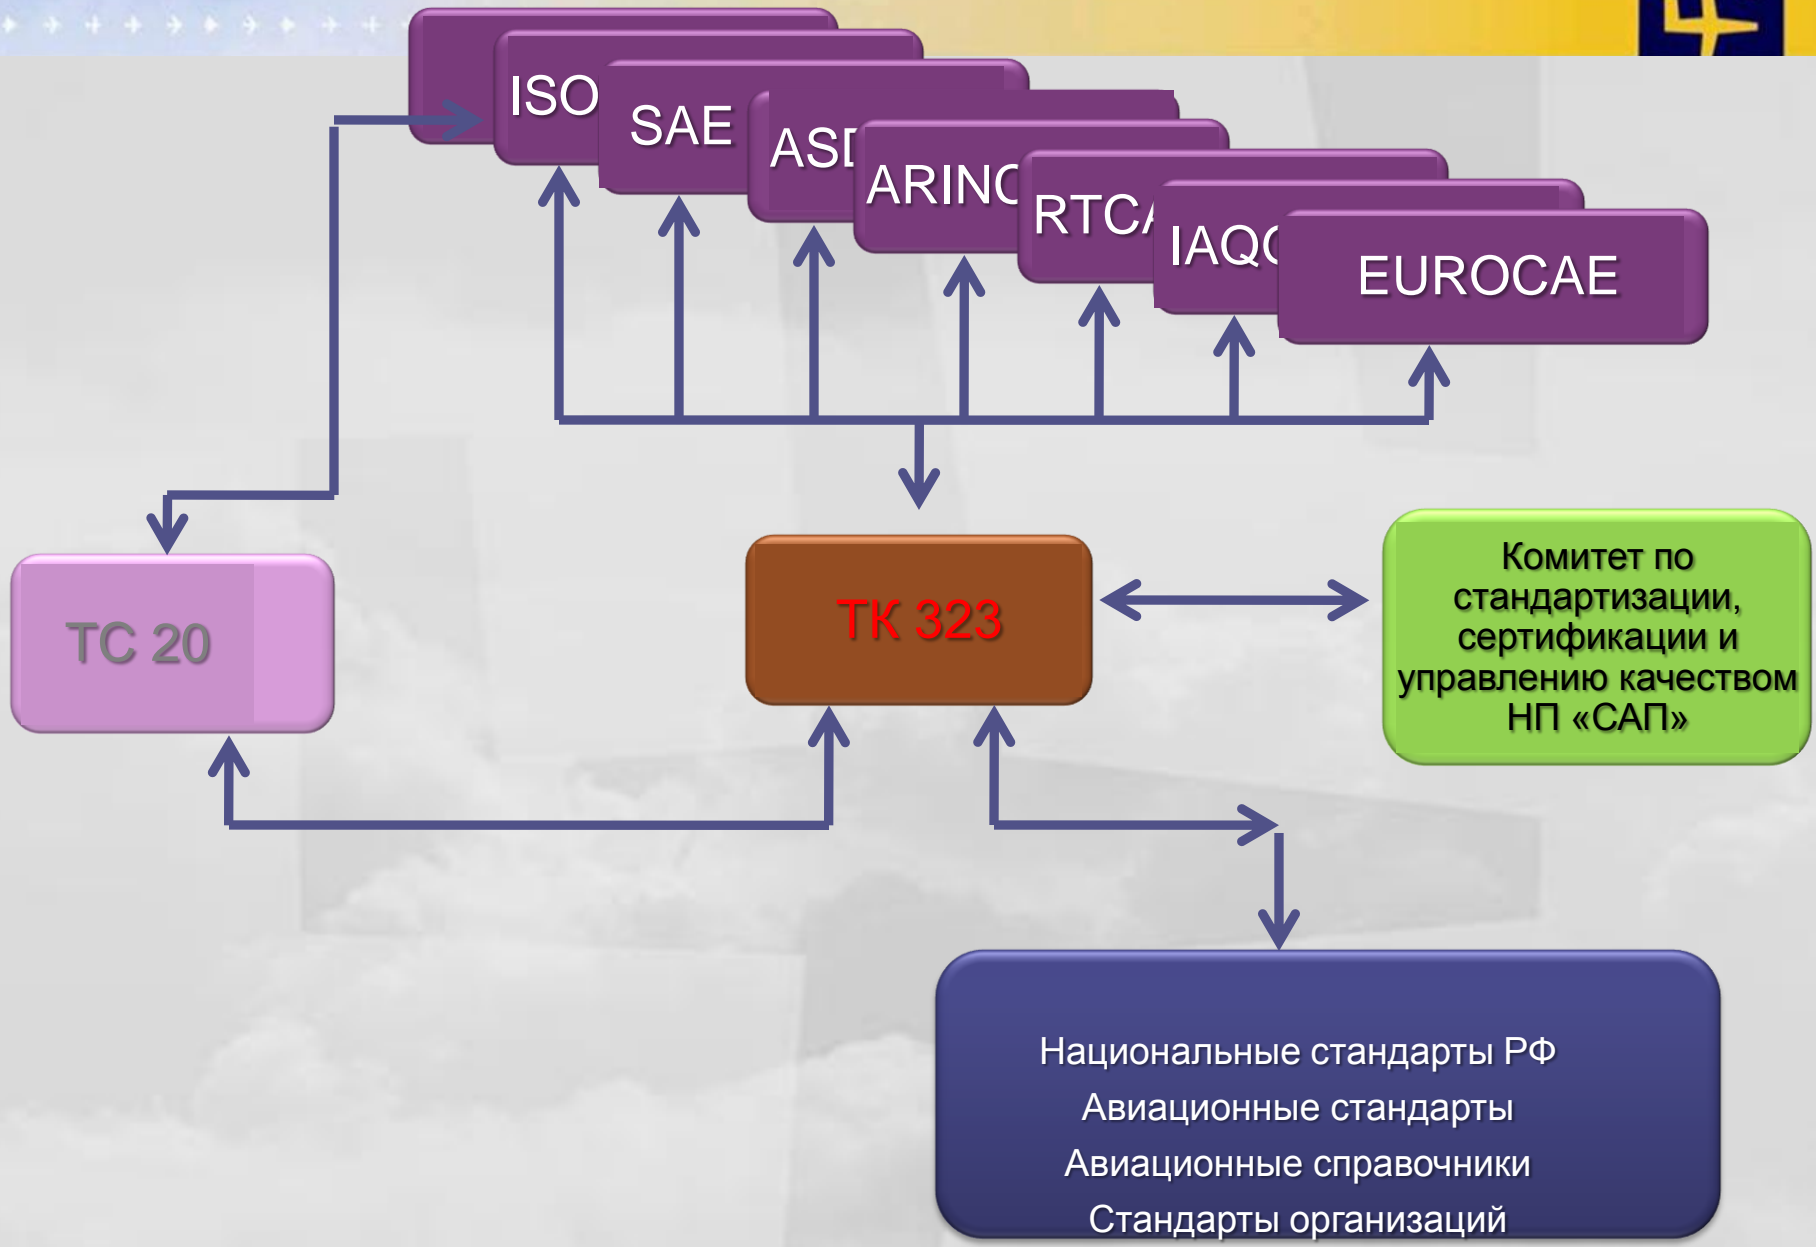 ISO
SAE
ARINC
EUROCAE
ТС 20
ТК 323
Комитет по
стандартизации,
сертификации и
управлению качеством
НП «САП»
Национальные стандарты РФ
Авиационные стандарты
Авиационные справочники
Стандарты организаций